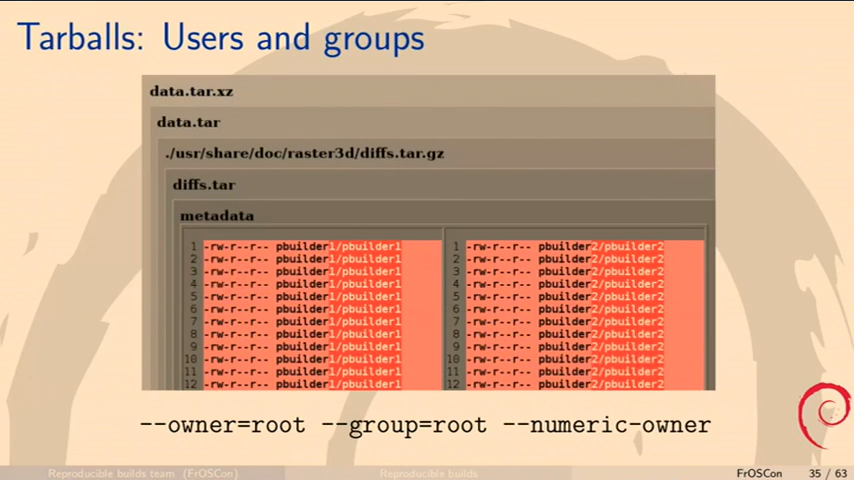 Tarballs: Users and groups
data.tar.xz
data.tar
./usr/share/doc/raster3d/diffs.tar.gz
diffs.tar
metadata
1 -rw-r--r-- pbuilder1/pbuilder1 1 -rw-r--r-- pbuilder2/pbuilder2
2 -rw-r--r-- pbuilder1/pbuilder1 2 -rw-r--r-- pbuilder2/pbuilder2
3 -rw-r--r-- pbuilder1/pbuilder1 3 -rw-r--r-- pbuilder2/pbuilder2
4 -rw-r--r-- pbuilder1/pbuilder1 4 -rw-r--r-- pbuilder2/pbuilder2
5 -rw-r--r-- pbuilder1/pbuilder1 5 -rw-r--r-- pbuilder2/pbuilder2
6 -rw-r--r-- pbuilder1/pbuilder1 6 -rw-r--r-- pbuilder2/pbuilder2
7 -rw-r--r-- pbuilder1/pbuilder1 7 -rw-r--r-- pbuilder2/pbuilder2
8 -rw-r--r-- pbuilder1/pbuilder1 8 -rw-r--r-- pbuilder2/pbuilder2
9 -rw-r--r-- pbuilder1/pbuilder1 9 -rw-r--r-- pbuilder2/pbuilder2
10 -rw-r--r-- pbuilder1/pbuilder1 10 -rw-r--r-- pbuilder2/pbuilder2
11 -rw-r--r-- pbuilder1/pbuilder1 11 -rw-r--r-- pbuilder2/pbuilder2
12 -rw-r--r-- pbuilder1/pbuilder1 12 -rw-r--r-- pbuilder2/pbuilder2
--owner=root --group=root --numeric-owner
Reproducible builds team (FrOSCon) Reproducible builds FrOSCon 35 / 63